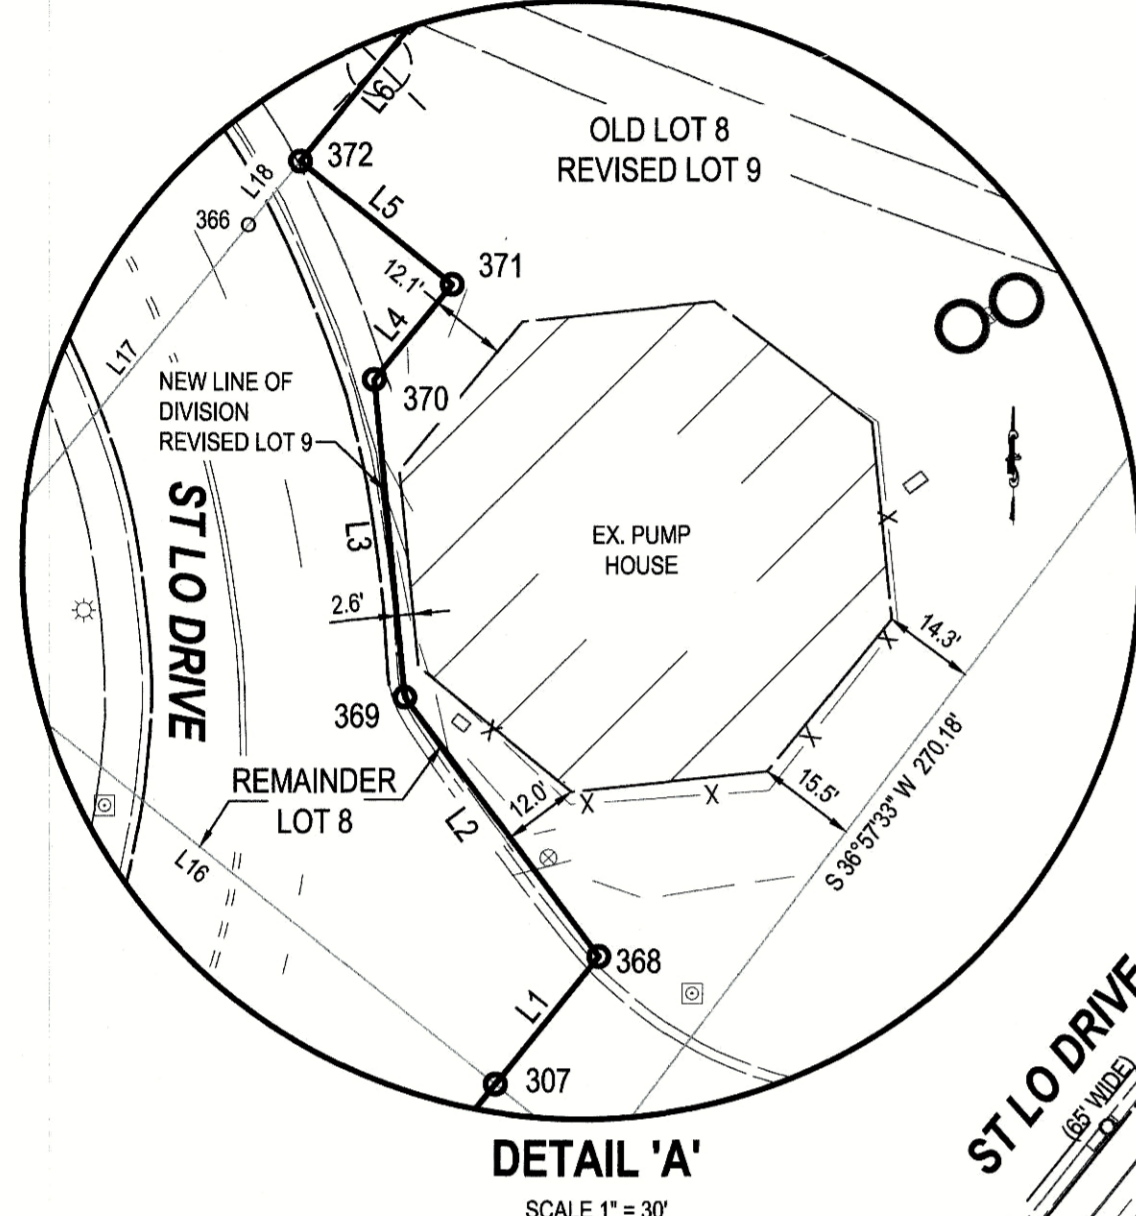 L6
OLD LOT 8
REVISED LOT 9
372
L18
L5
366
371
12.1'
L4
L17
NEW LINE OF
DIVISION
REVISED LOT 9
370
ST LO DRIVE
L3
EX. PUMP
HOUSE
2.6'
14.3'
369
REMAINDER
LOT 8
12.0'
15.5'
S 36°57'33" W 270.18'
L2
L16
368
L1
307
ST LO DRIVE
(65' WIDE)
DETAIL 'A'
SCALE 1" = 30'